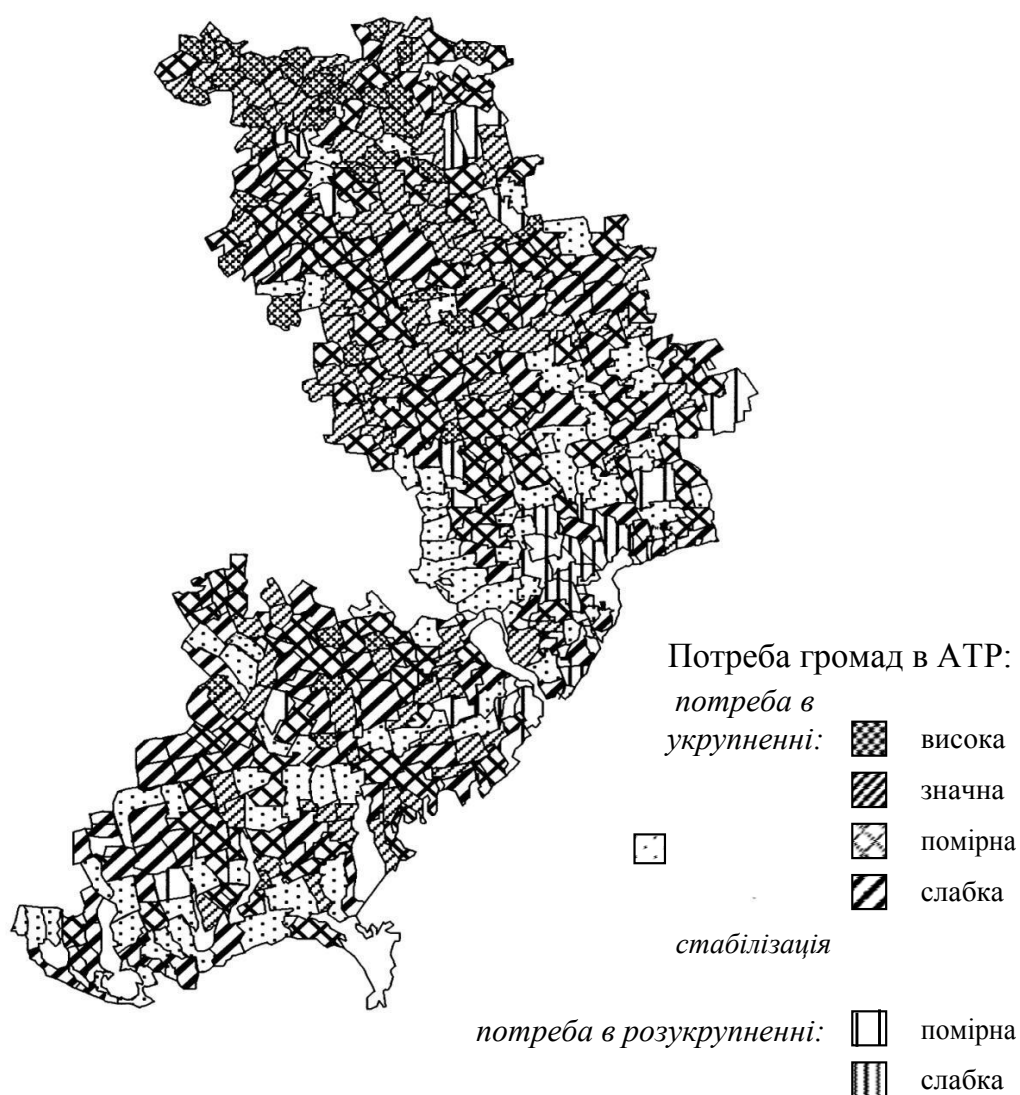 Потреба громад в АТР:
потреба в
укрупненні:
висока
значна
помірна
слабка
стабілізація
потреба в розукрупненні:
помірна
слабка